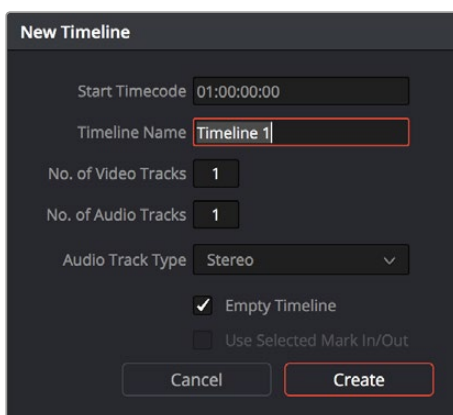 New Timeline
Start Timecode 01:00:00:00
Timeline Name Timeline 1
No. of Video Tracks 1
No. of Audio Tracks 1
Audio Track Type Stereo
Empty Timeline
Use Selected Mark In/Out
Cancel Create